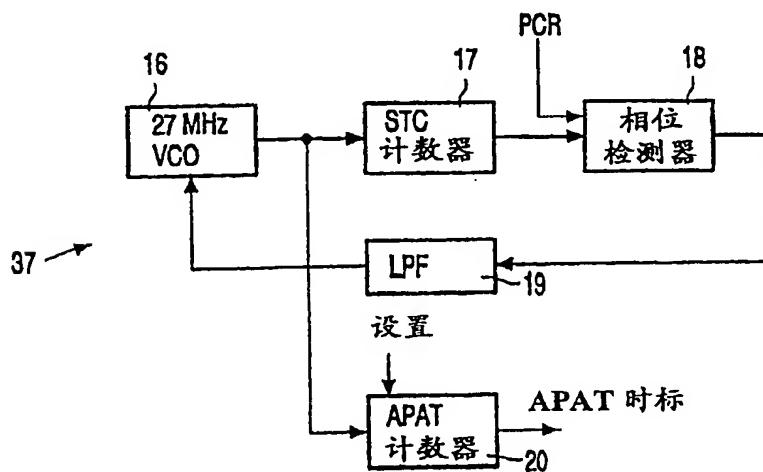 PCR
16
17
18
27 MHz
VCO
STC
计数器
相位
检测器
37
LPF
19
设置
APAT
计数器
APAT 时标
20